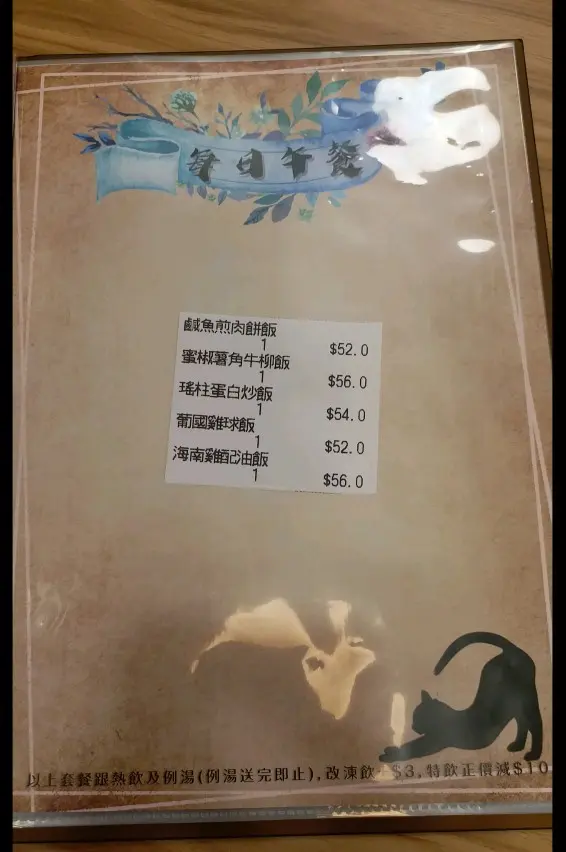 每日午餐
鹹魚煎肉餅飯
1 $52.0
蜜椒薯角牛柳飯
1 $56.0
瑤柱蛋白炒飯
1 $54.0
葡國雞球飯
1 $52.0
海南雞配油飯
1 $56.0
以上套餐跟熱飲及例湯(例湯送完即止),改凍飲+$3,特飲正價減$10